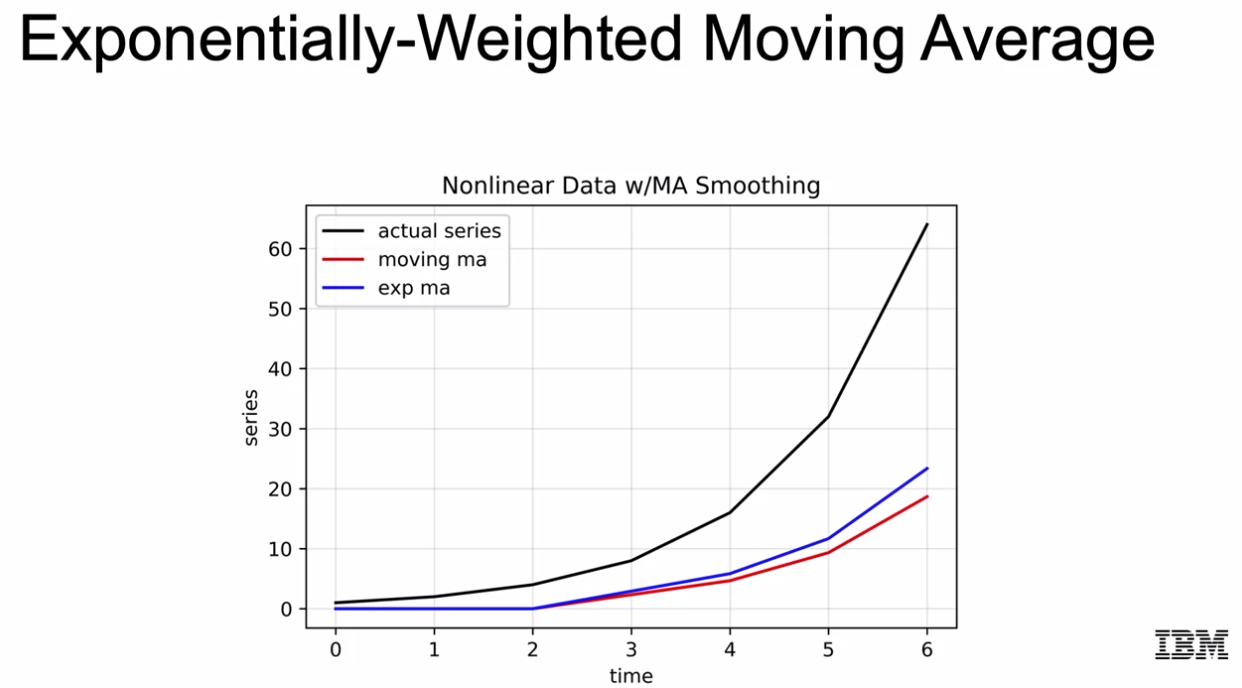 Exponentially-Weighted Moving Average
Nonlinear Data w/MA Smoothing
actual series
moving ma
exp ma
60
50
40
30
20
10
0
series
0 1 2 3 4 5 6
time
IBM